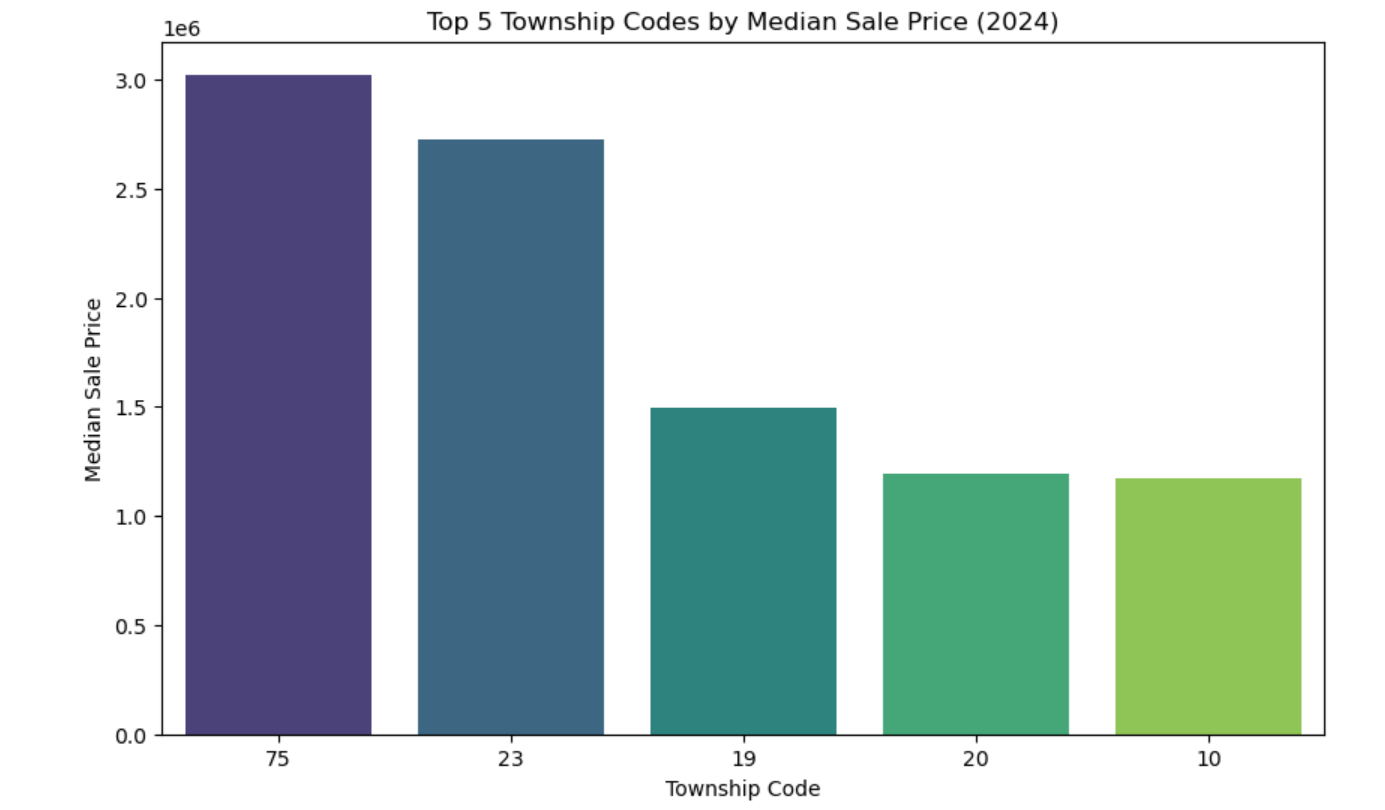 Top 5 Township Codes by Median Sale Price (2024)
1e6
3.0
2.5
2.0
1.5
1.0
0.5
0.0
Median Sale Price
75 23 19 20 10
Township Code